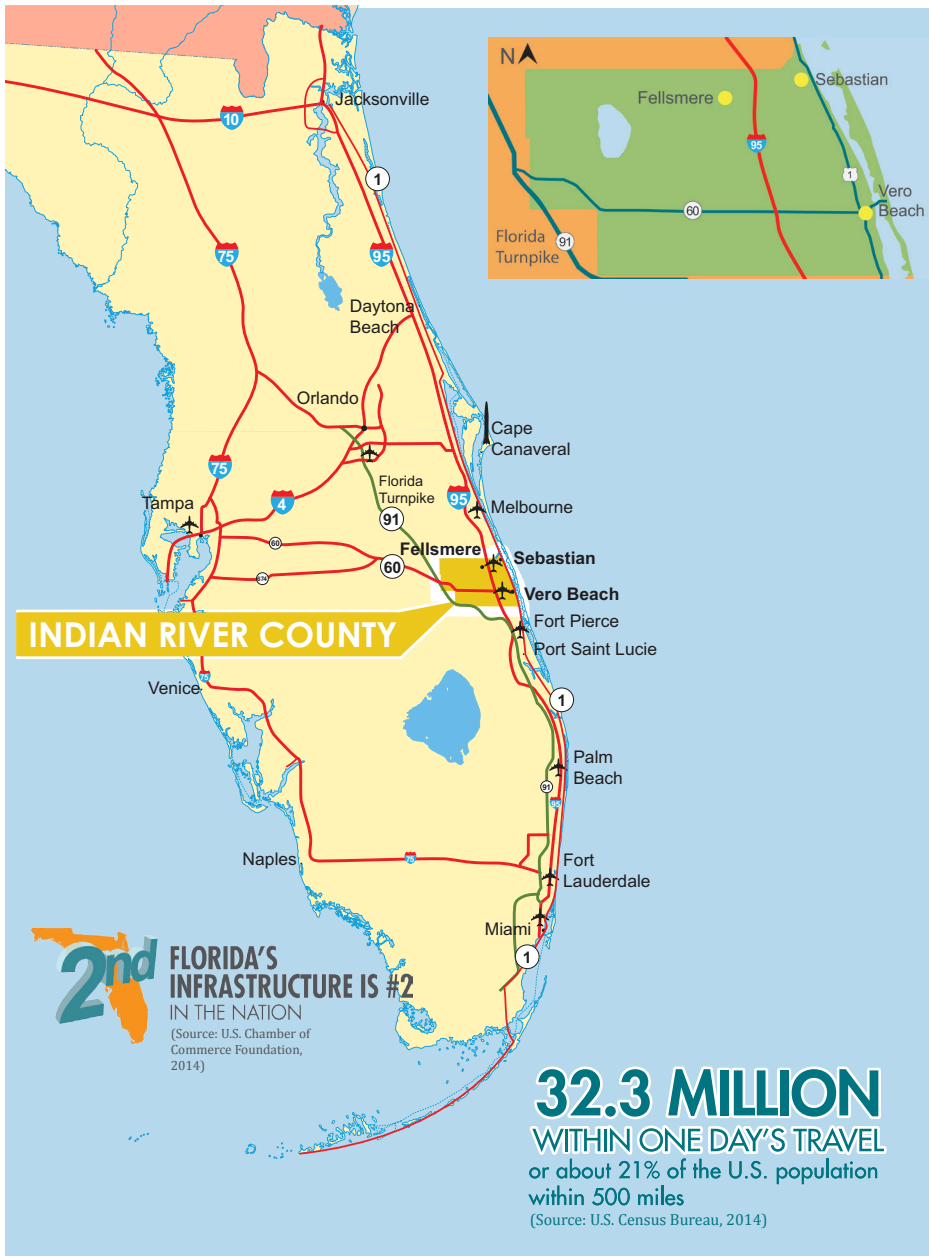 N
Sebastian
Fellsmere
95
1
Vero
Beach
60
Florida
Turnpike
91
Jacksonville
10
1
75
95
Daytona
Beach
Orlando
Cape
Canaveral
75
Florida
Turnpike
95
Tampa
4
Melbourne
91
60
Fellsmere
Sebastian
60
674
Vero Beach
INDIAN RIVER COUNTY
Fort Pierce
Port Saint Lucie
75
Venice
1
Palm
Beach
91
95
Naples
75
Fort
Lauderdale
Miami
1
2nd
FLORIDA'S
INFRASTRUCTURE IS #2
IN THE NATION
(Source: U.S. Chamber of
Commerce Foundation,
2014)
32.3 MILLION
WITHIN ONE DAY'S TRAVEL
or about 21% of the U.S. population
within 500 miles
(Source: U.S. Census Bureau, 2014)